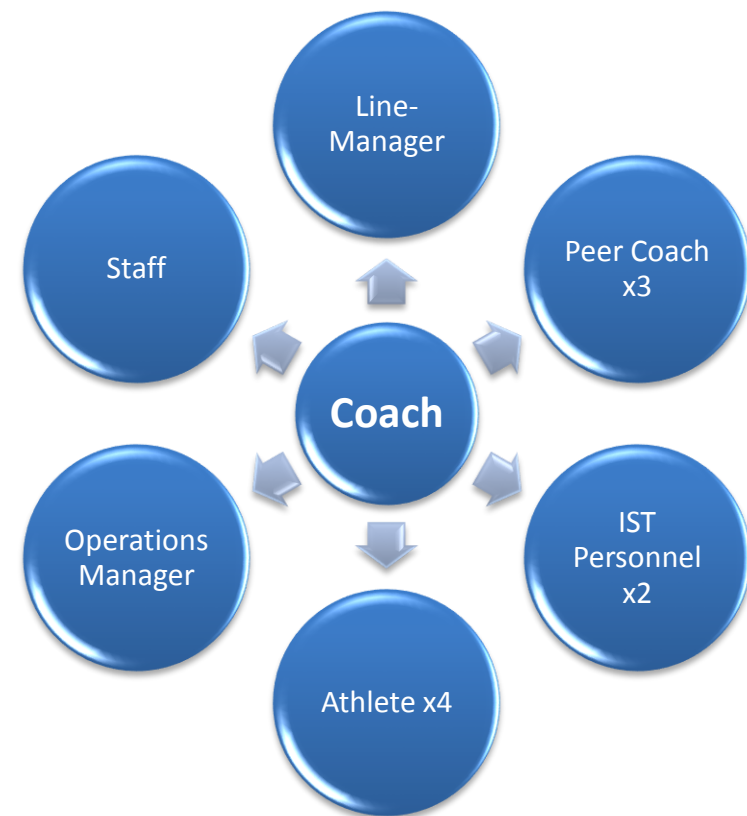 Line-
Manager
Staff
Peer Coach
x3
Coach
Operations
Manager
IST
Personnel
x2
Athlete x4